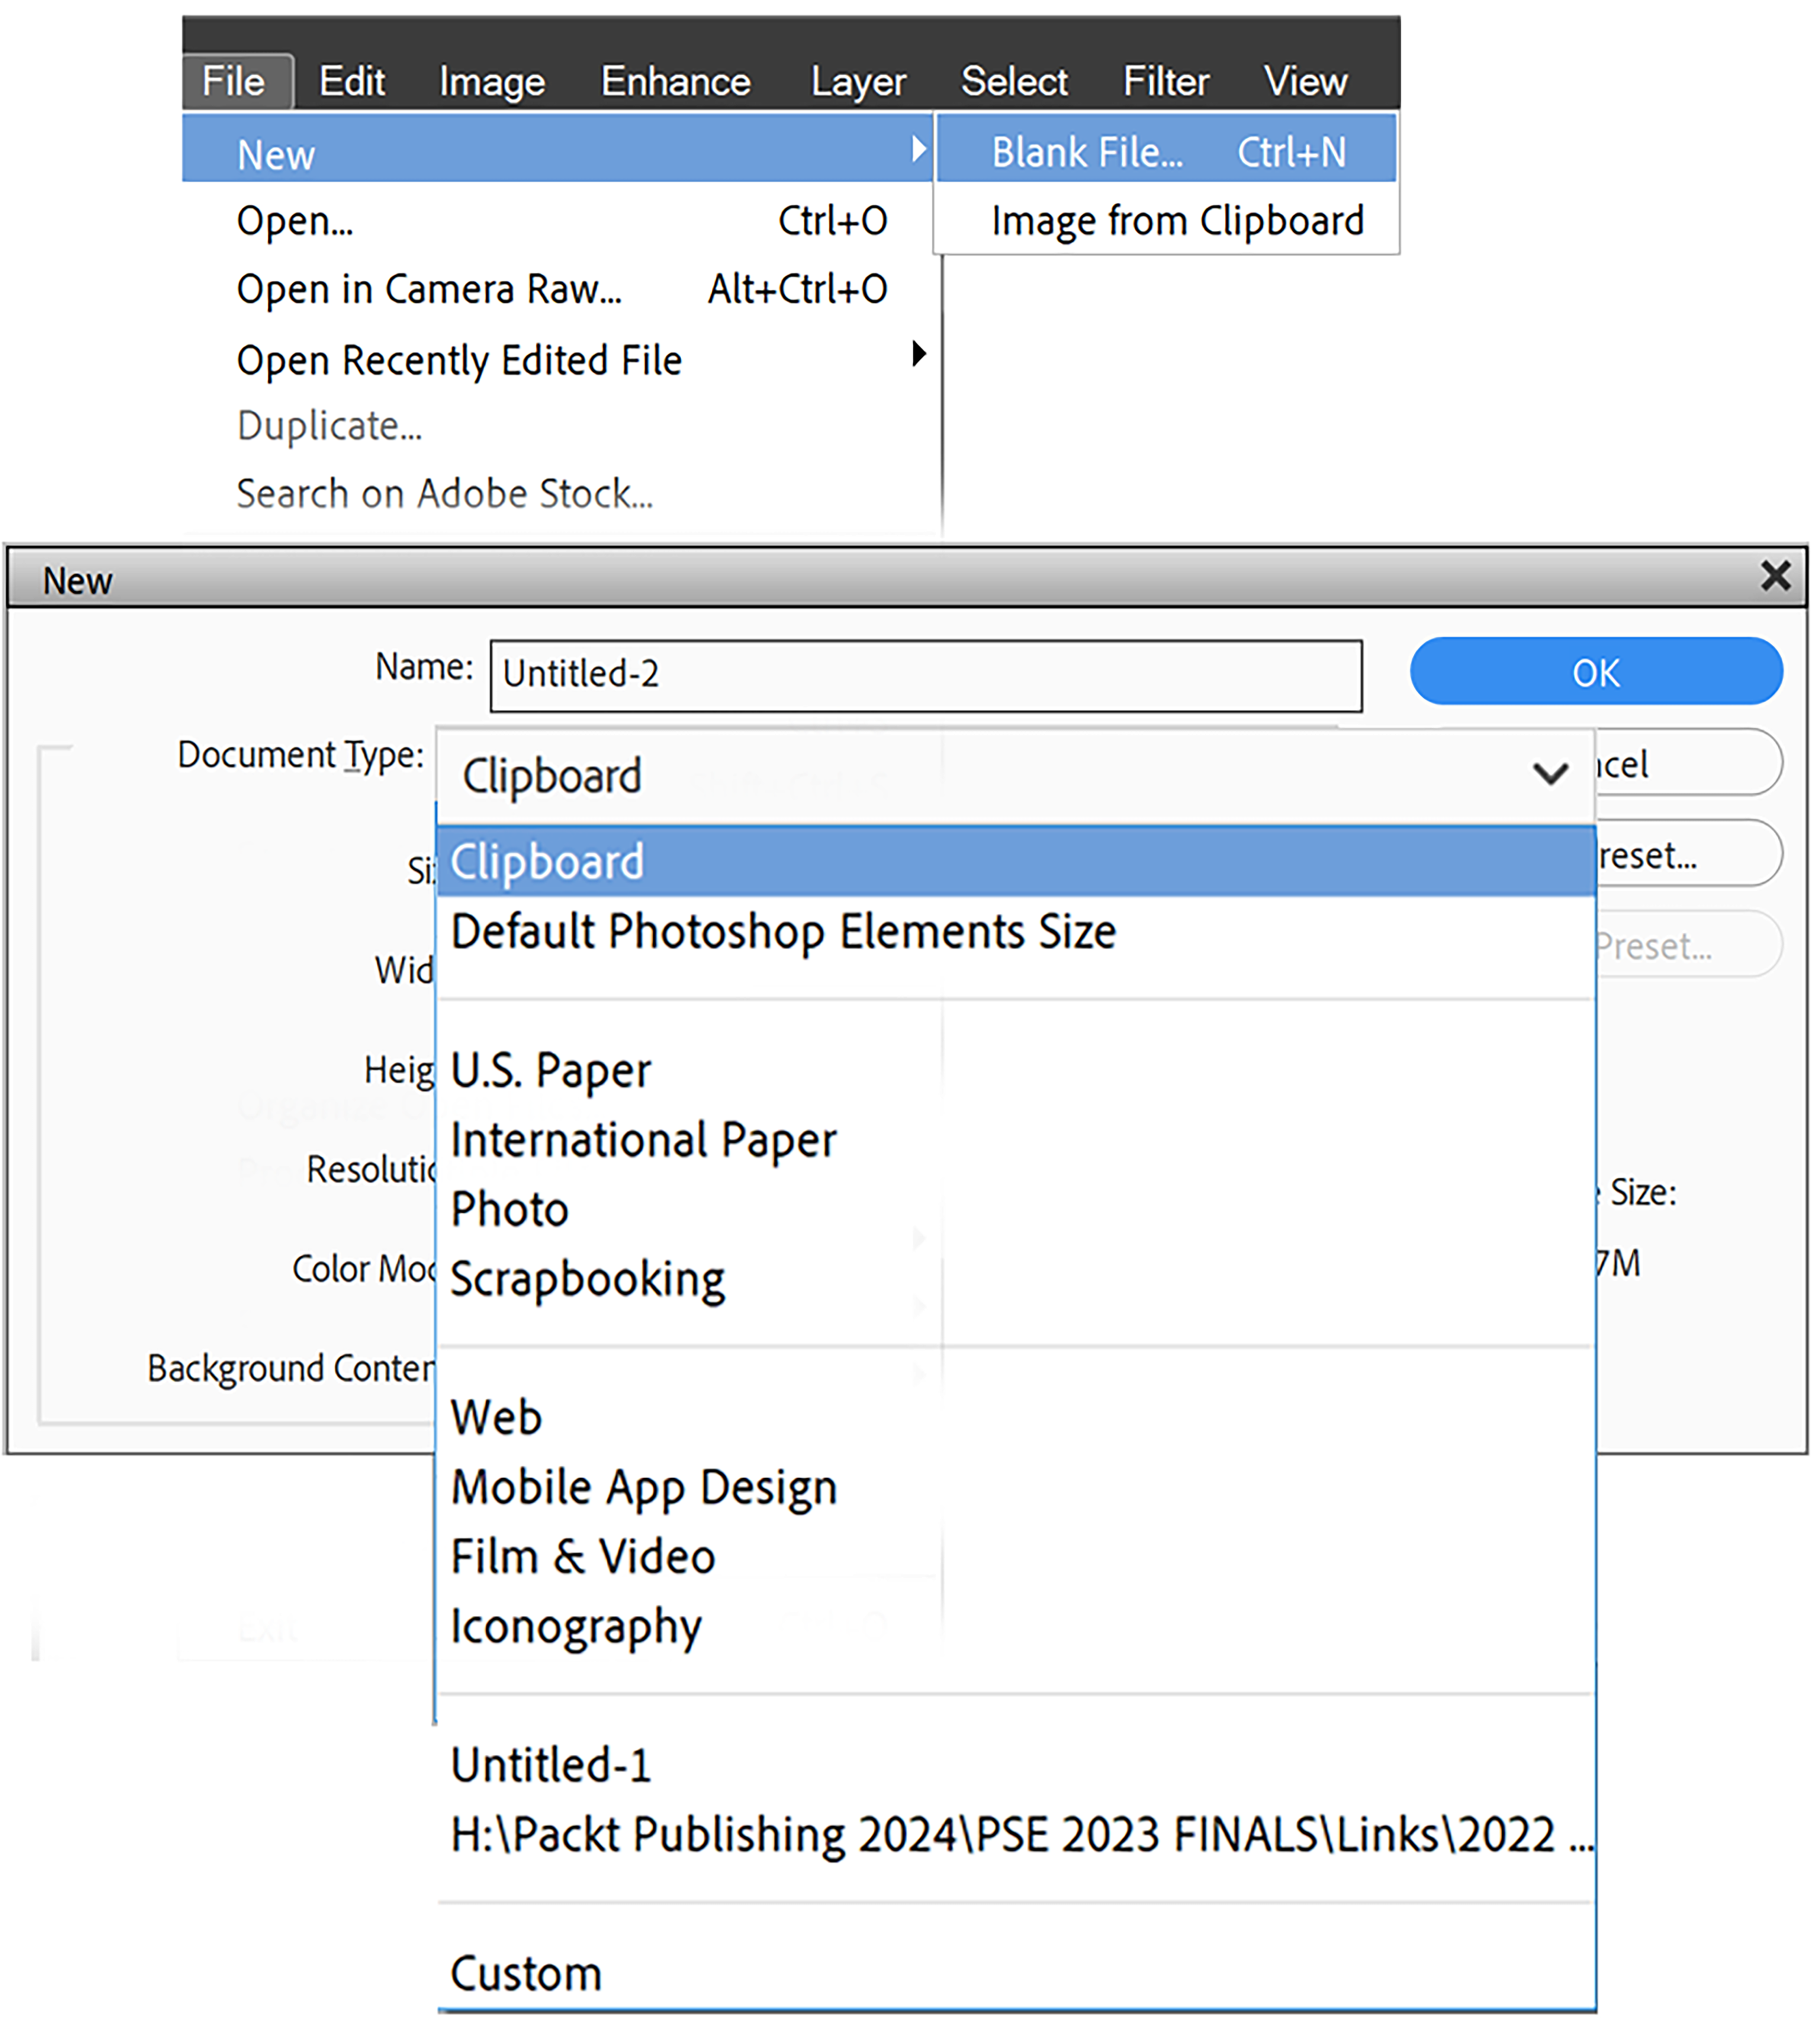 File Edit Image Enhance Layer Select Filter View
New Blank File... Ctrl+N
Open... Ctrl+O Image from Clipboard
Open in Camera Raw... Alt+Ctrl+O
Open Recently Edited File
Duplicate...
Search on Adobe Stock...
New
Name: Untitled-2 OK
Document Type: Clipboard ncel
Clipboard reset...
Si
Default Photoshop Elements Size Preset...
Wid
Heig U.S. Paper
International Paper
Resolutio Size:
Photo
Color Mod Scrapbooking 7M
Background Conten
Web
Mobile App Design
Film & Video
Iconography
Exit
Untitled-1
H:\Packt Publishing 2024\PSE 2023 FINALS\Links\2022 ...
Custom